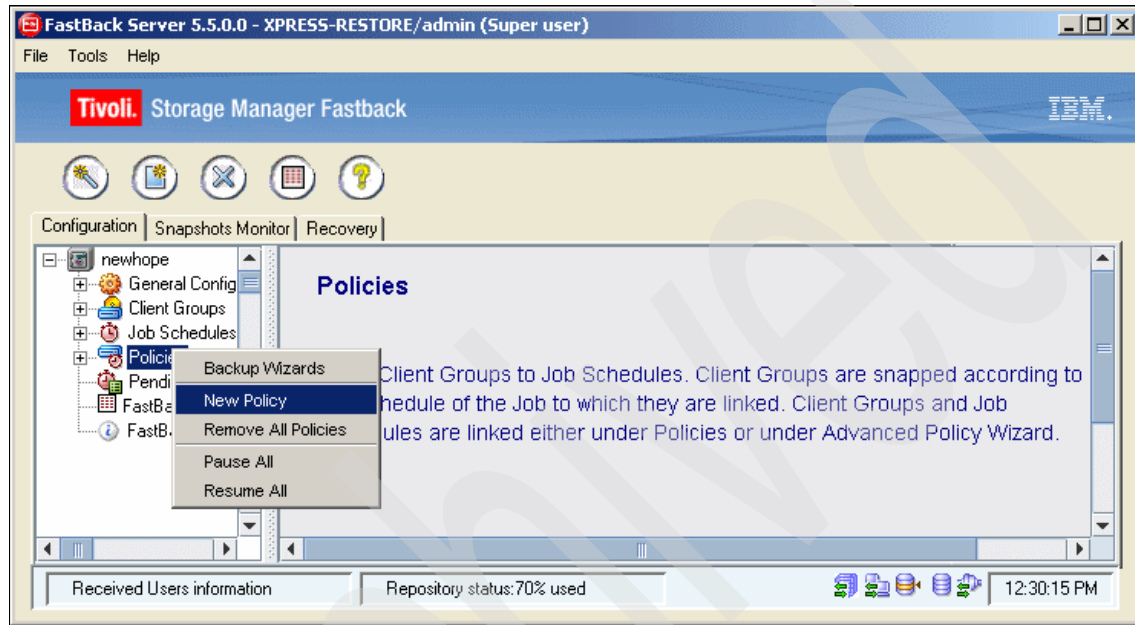 FastBack Server 5.5.0.0 - XPRESS-RESTORE/admin (Super user)
File Tools Help
Tivoli. Storage Manager Fastback
IBM.
Configuration Snapshots Monitor Recovery
newhope
General Config
Client Groups
Job Schedules
Policie
Pendi
FastBa
FastB
Backup Wizards
New Policy
Remove All Policies
Pause All
Resume All
Policies
Client Groups to Job Schedules. Client Groups are snapped according to
hedule of the Job to which they are linked. Client Groups and Job
ules are linked either under Policies or under Advanced Policy Wizard.
Received Users information
Repository status:70% used
12:30:15 PM